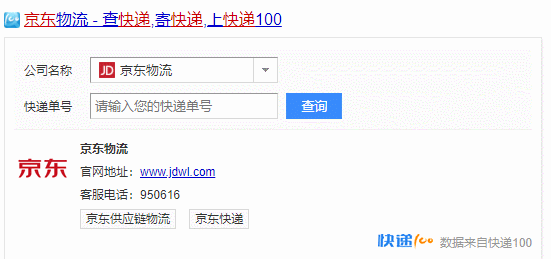 京东物流 - 查快递,寄快递,上快递100
公司名称 JD 京东物流
快递单号 请输入您的快递单号 查询
京东物流
京东 官网地址：www.jdwl.com
客服电话：950616
京东供应链物流 京东快递
快递100 数据来自快递100